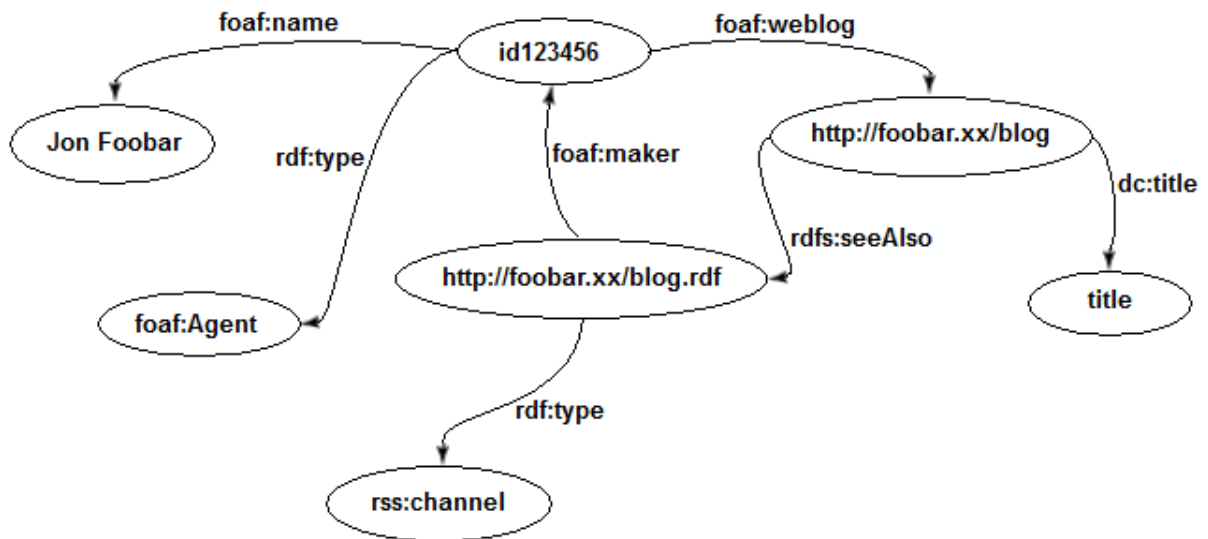 foaf:name
foaf:weblog
id123456
http://foobar.xx/blog
Jon Foobar
rdf:type
foaf:maker
dc:title
rdfs:seeAlso
http://foobar.xx/blog.rdf
title
foaf:Agent
rdf:type
rss:channel